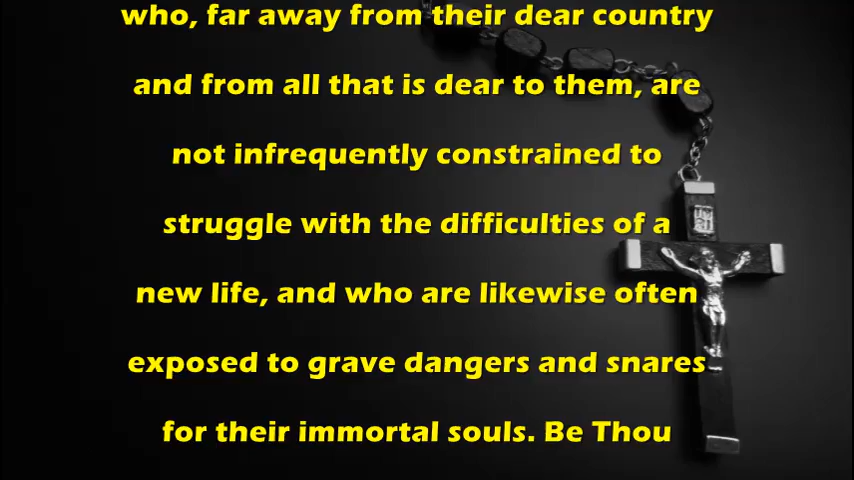 who, far away from their dear country
and from all that is dear to them, are
not infrequently constrained to
struggle with the difficulties of a
new life, and who are likewise often
exposed to grave dangers and snares
for their immortal souls. Be Thou